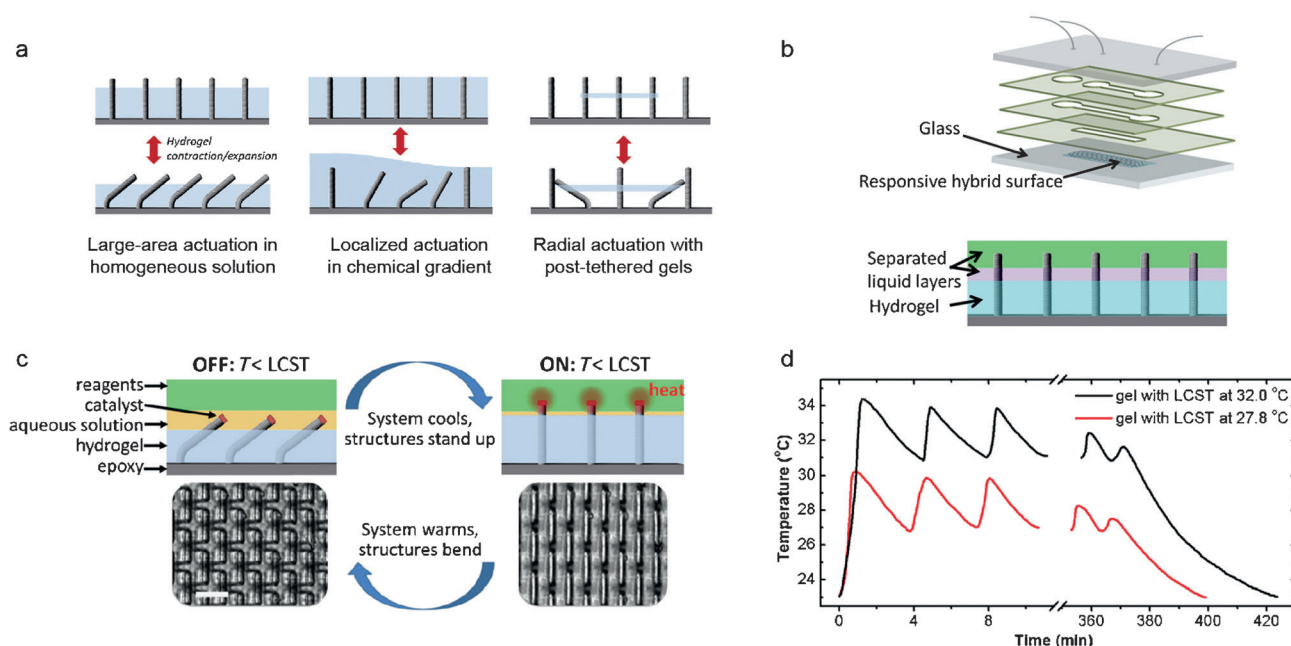 a
Hydrogel
contraction/expansion
Large-area actuation in
homogeneous solution
Localized actuation
in chemical gradient
Radial actuation with
post-tethered gels
b
Glass
Responsive hybrid surface
Separated
liquid layers
Hydrogel
c
OFF: T< LCST
reagents
catalyst
aqueous solution
hydrogel
epoxy
System cools,
structures stand up
System warms,
structures bend
ON: T< LCST
heat
d
gel with LCST at 32.0 °C
gel with LCST at 27.8 °C
Temperature (°C)
34
32
30
28
26
24
0 4 8 360 380 400 420
Time (min)